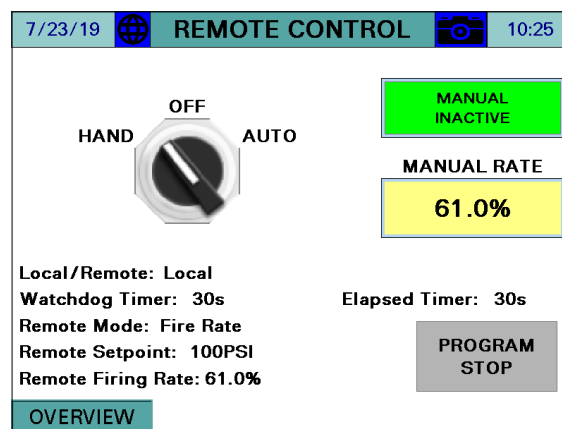 7/23/19 REMOTE CONTROL 10:25
OFF
HAND AUTO
MANUAL
INACTIVE
MANUAL RATE
61.0%
Local/Remote: Local
Watchdog Timer: 30s Elapsed Timer: 30s
Remote Mode: Fire Rate
Remote Setpoint: 100PSI
Remote Firing Rate: 61.0%
PROGRAM
STOP
OVERVIEW